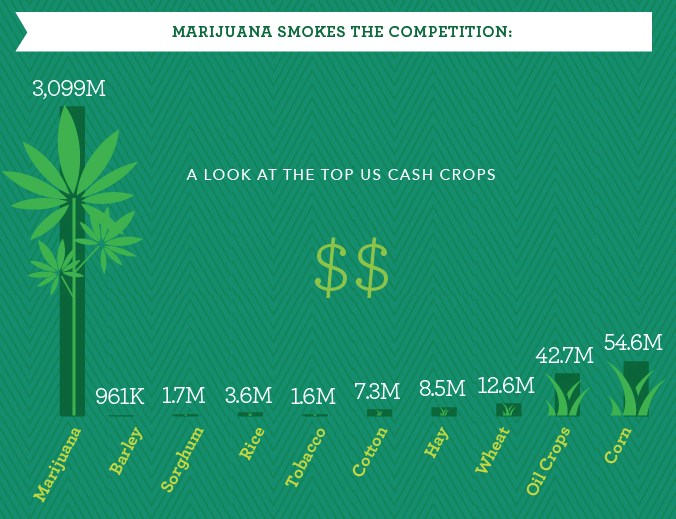 MARIJUANA SMOKES THE COMPETITION:
3,099M
A LOOK AT THE TOP US CASH CROPS
$$
961K
1.7M
3.6M
1.6M
7.3M
8.5M
12.6M
42.7M
54.6M
Marijuana
Barley
Sorghum
Rice
Tobacco
Cotton
Hay
Wheat
Oil Crops
Corn